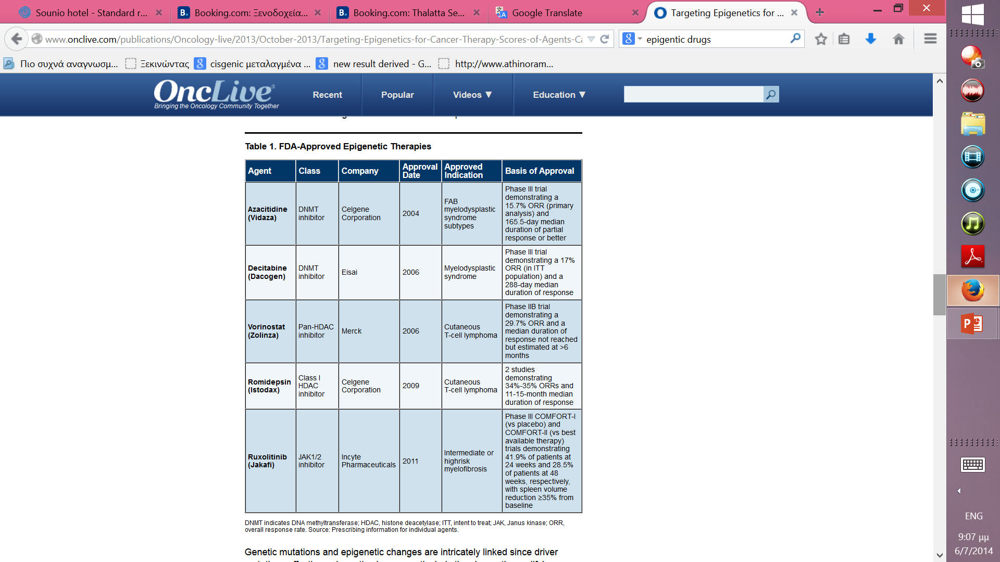 Sounio hotel - Standard r...
Booking.com: Ξενοδοχεία...
Booking.com: Thalatta Se...
Google Translate
Targeting Epigenetics for ...
www.onclive.com/publications/Oncology-live/2013/October-2013/Targeting-Epigenetics-for-Cancer-Therapy-Scores-of-Agents-Ca
epigentic drugs
Πιο συχνά αναγνωσμ...
Ξεκινώντας
cisgenic μεταλαγμένα ...
new result derived - G...
http://www.athinoram...
OncLive®
Bringing the Oncology Community Together
Recent
Popular
Videos ▼
Education ▼
Table 1. FDA-Approved Epigenetic Therapies
Agent
Class
Company
Approval
Date
Approved
Indication
Basis of Approval
Azacitidine
(Vidaza)
DNMT
inhibitor
Celgene
Corporation
2004
FAB
myelodysplastic
syndrome
subtypes
Phase III trial
demonstrating a
15.7% ORR (primary
analysis) and
165.5-day median
duration of partial
response or better
Decitabine
(Dacogen)
DNMT
inhibitor
Eisai
2006
Myelodysplastic
syndrome
Phase III trial
demonstrating a 17%
ORR (in ITT
population) and a
288-day median
duration of response
Vorinostat
(Zolinza)
Pan-HDAC
inhibitor
Merck
2006
Cutaneous
T-cell lymphoma
Phase IIB trial
demonstrating a
29.7% ORR and a
median duration of
response not reached
but estimated at >6
months
Romidepsin
(Istodax)
Class I
HDAC
inhibitor
Celgene
Corporation
2009
Cutaneous
T-cell lymphoma
2 studies
demonstrating
34%-35% ORRs and
11-15-month median
duration of response
Ruxolitinib
(Jakafi)
JAK1/2
inhibitor
Incyte
Pharmaceuticals
2011
Intermediate or
highrisk
myelofibrosis
Phase III COMFORT-I
(vs placebo) and
COMFORT-II (vs best
available therapy)
trials demonstrating
41.9% of patients at
24 weeks and 28.5%
of patients at 48
weeks, respectively,
with spleen volume
reduction ≥35% from
baseline
DNMT indicates DNA methyltransferase; HDAC, histone deacetylase; ITT, intent to treat; JAK, Janus kinase; ORR,
overall response rate. Source: Prescribing information for individual agents.
Genetic mutations and epigenetic changes are intricately linked since driver
ENG
9:07 μμ
6/7/2014